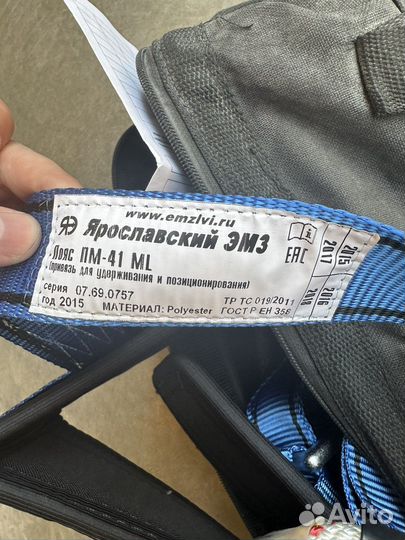 www.emzlvi.ru
Ярославский ЭМЗ
Пояс ПМ-41 ML
(привязь для удерживания и позиционирования)
серия 07.69.0757
год 2015 МАТЕРИАЛ: Polyester
ТР ТС 019/2011
ГОСТ Р ЕН 358
EAC
2015
2017
2016
2018
Avito